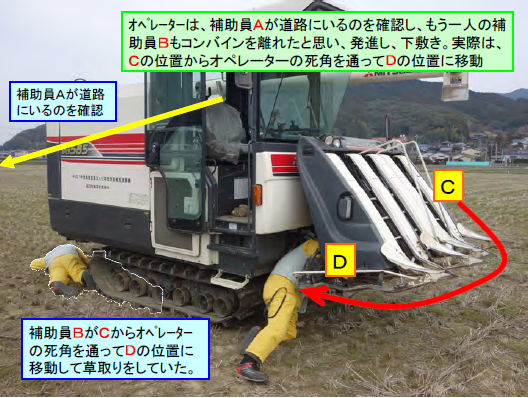 オペレーターは、補助員Aが道路にいるのを確認し、もう一人の補助
員Bもコンバインを離れたと思い、発進し、下敷き。実際は、
Cの位置からオペレーターの死角を通ってDの位置に移動
補助員Aが道路
にいるのを確認
C
D
補助員BがCからオペレーター
の死角を通ってDの位置に
移動して草取りをしていた。